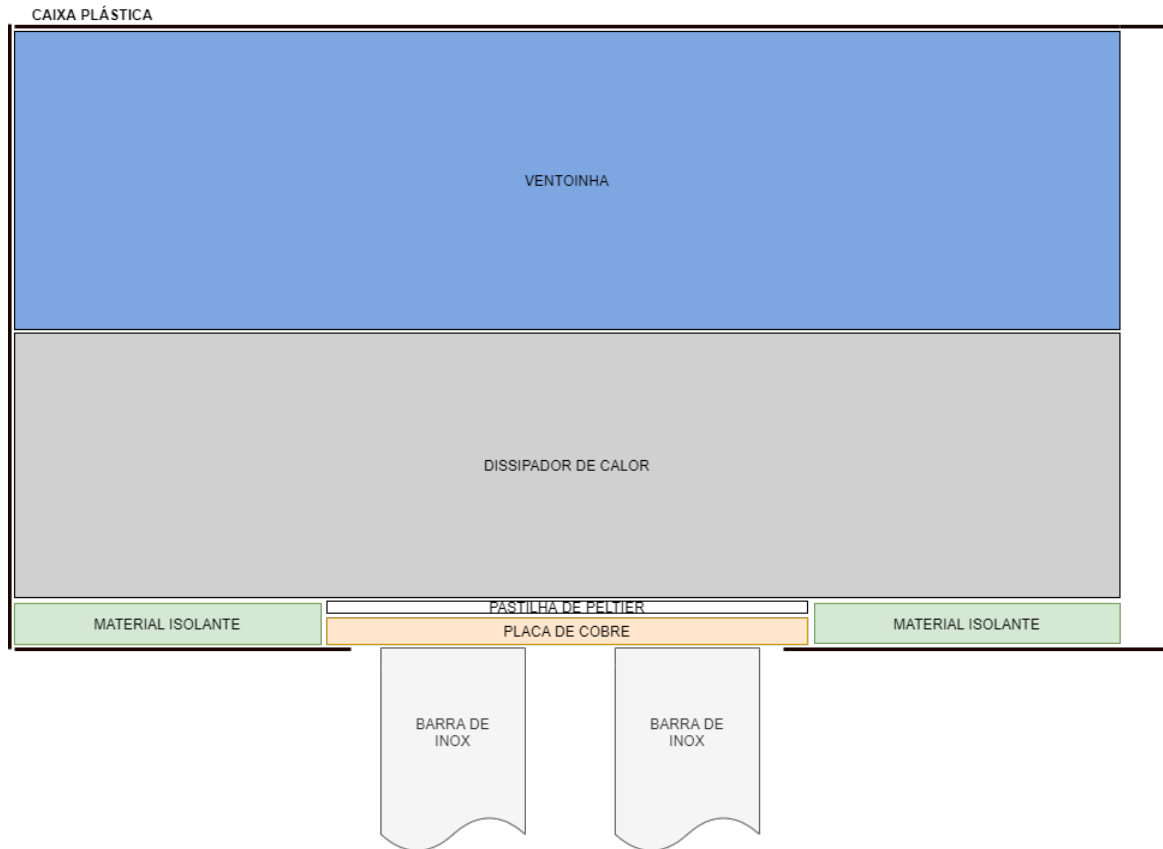 CAIXA PLÁSTICA
VENTOINHA
DISSIPADOR DE CALOR
PASTILHA DE PELTIER
MATERIAL ISOLANTE
PLACA DE COBRE
MATERIAL ISOLANTE
BARRA DE
INOX
BARRA DE
INOX